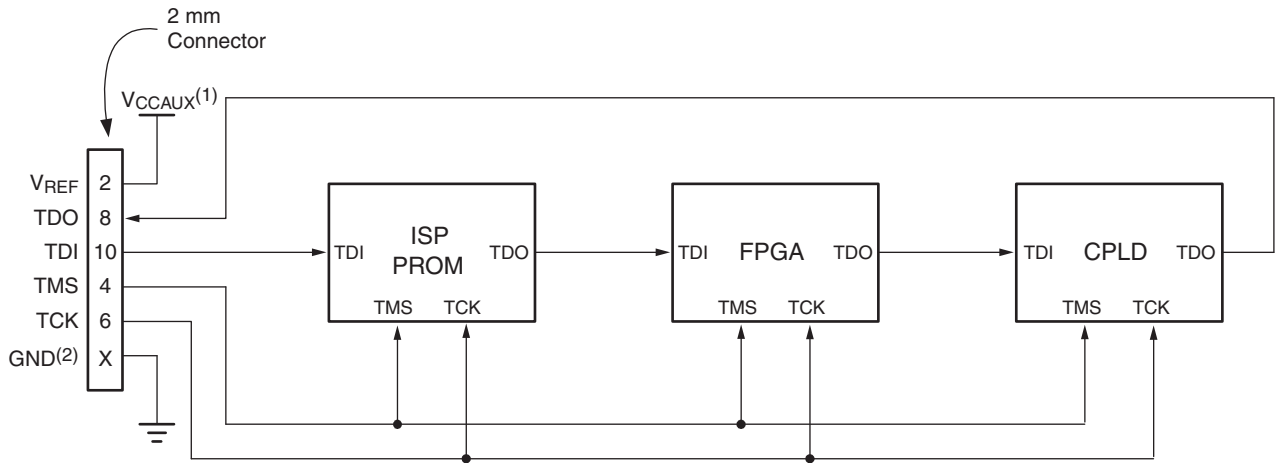 2 mm
Connector
VCCAUX(1)
VREF 2
TDO 8
TDI 10
TMS 4
TCK 6
GND(2) X
TDI ISP PROM TDO
TMS TCK
TDI FPGA TDO
TMS TCK
TDI CPLD TDO
TMS TCK